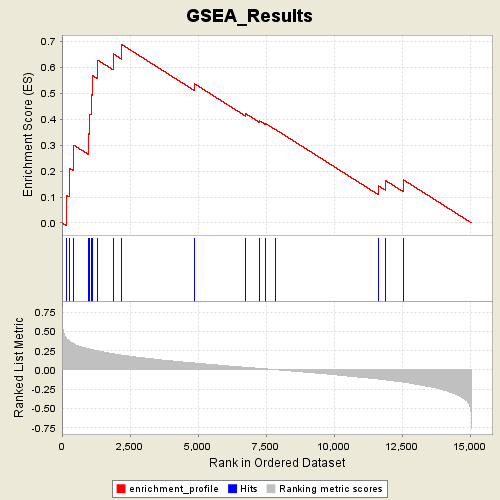 GSEA_Results
Enrichment Score (ES)
0.7
0.6
0.5
0.4
0.3
0.2
0.1
0.0
Ranked List Metric
0.75
0.50
0.25
0.00
-0.25
-0.50
-0.75
0 2,500 5,000 7,500 10,000 12,500 15,000
Rank in Ordered Dataset
enrichment_profile Hits Ranking metric scores